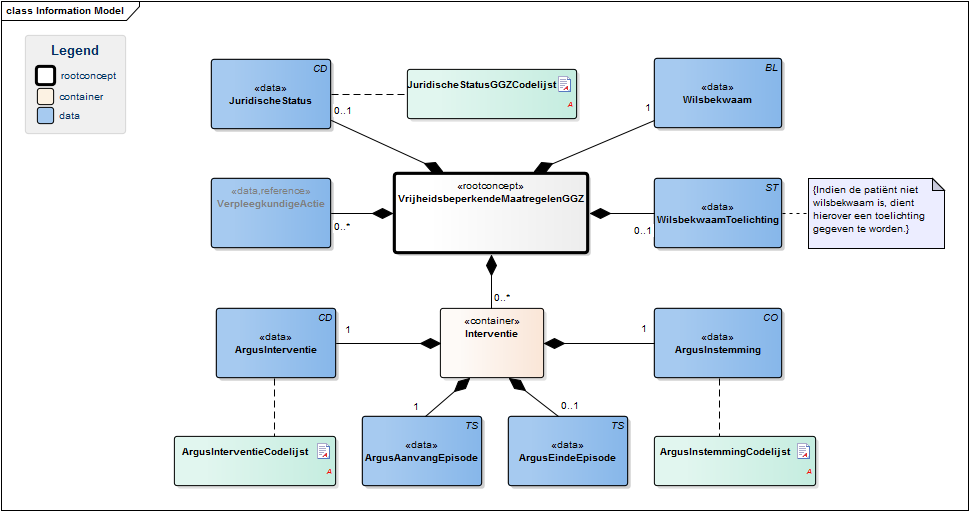 class Information Model
Legend
rootconcept
container
data
CD
«data»
JuridischeStatus
0..1
JuridischeStatusGGZCodelijst
A
BL
«data»
Wilsbekwaam
1
«data,reference»
VerpleegkundigeActie
0..*
«rootconcept»
VrijheidsbeperkendeMaatregelenGGZ
ST
«data»
WilsbekwaamToelichting
0..1
{Indien de patiënt niet
wilsbekwaam is, dient
hierover een toelichting
gegeven te worden.}
0..*
CD
«data»
ArgusInterventie
1
«container»
Interventie
CO
«data»
ArgusInstemming
1
1
0..1
ArgusInterventieCodelijst
A
TS
«data»
ArgusAanvangEpisode
TS
«data»
ArgusEindeEpisode
ArgusInstemmingCodelijst
A